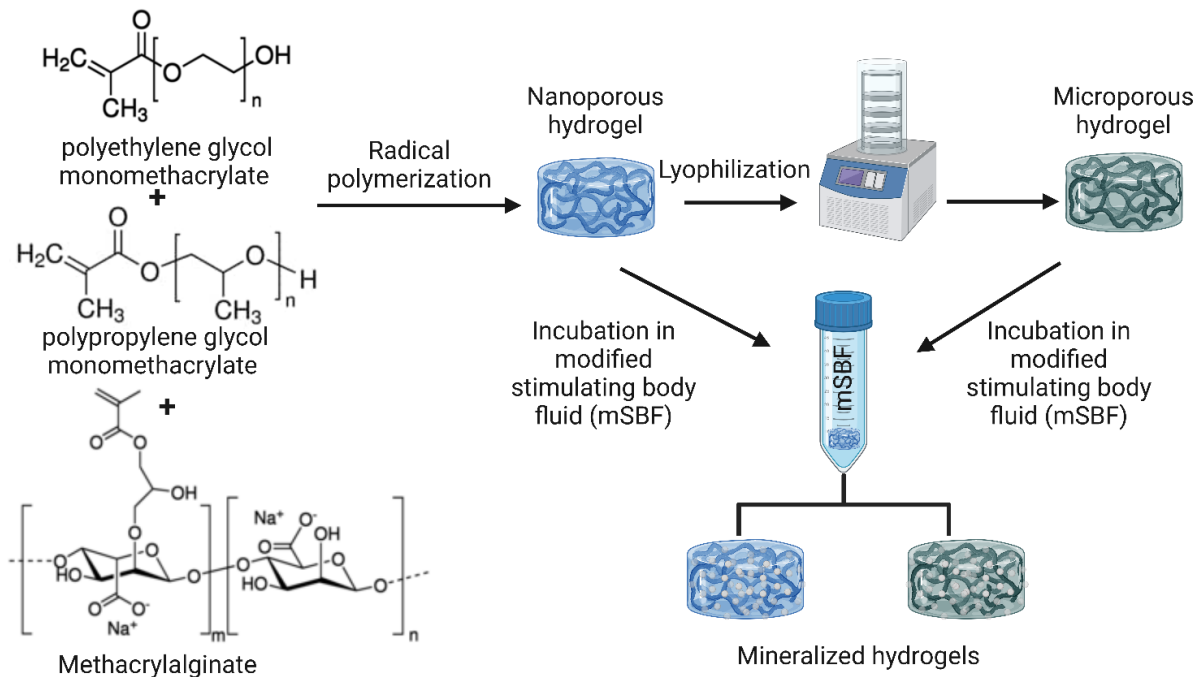 O
H₂C
O
OH
n
CH₃
polyethylene glycol
monomethacrylate
+
O
H₂C
O
O
H
n
CH₃
CH₃
polypropylene glycol
monomethacrylate
+
O
O
OH
O
Na⁺
O⁻
O
OH
O
O
HO
O
O
O
HO
O
O
O⁻
Na⁺
m
n
Methacrylalginate
Radical
polymerization
Nanoporous
hydrogel
Lyophilization
Microporous
hydrogel
Incubation in
modified
stimulating body
fluid (mSBF)
mSBF
Incubation in
modified
stimulating body
fluid (mSBF)
Mineralized hydrogels